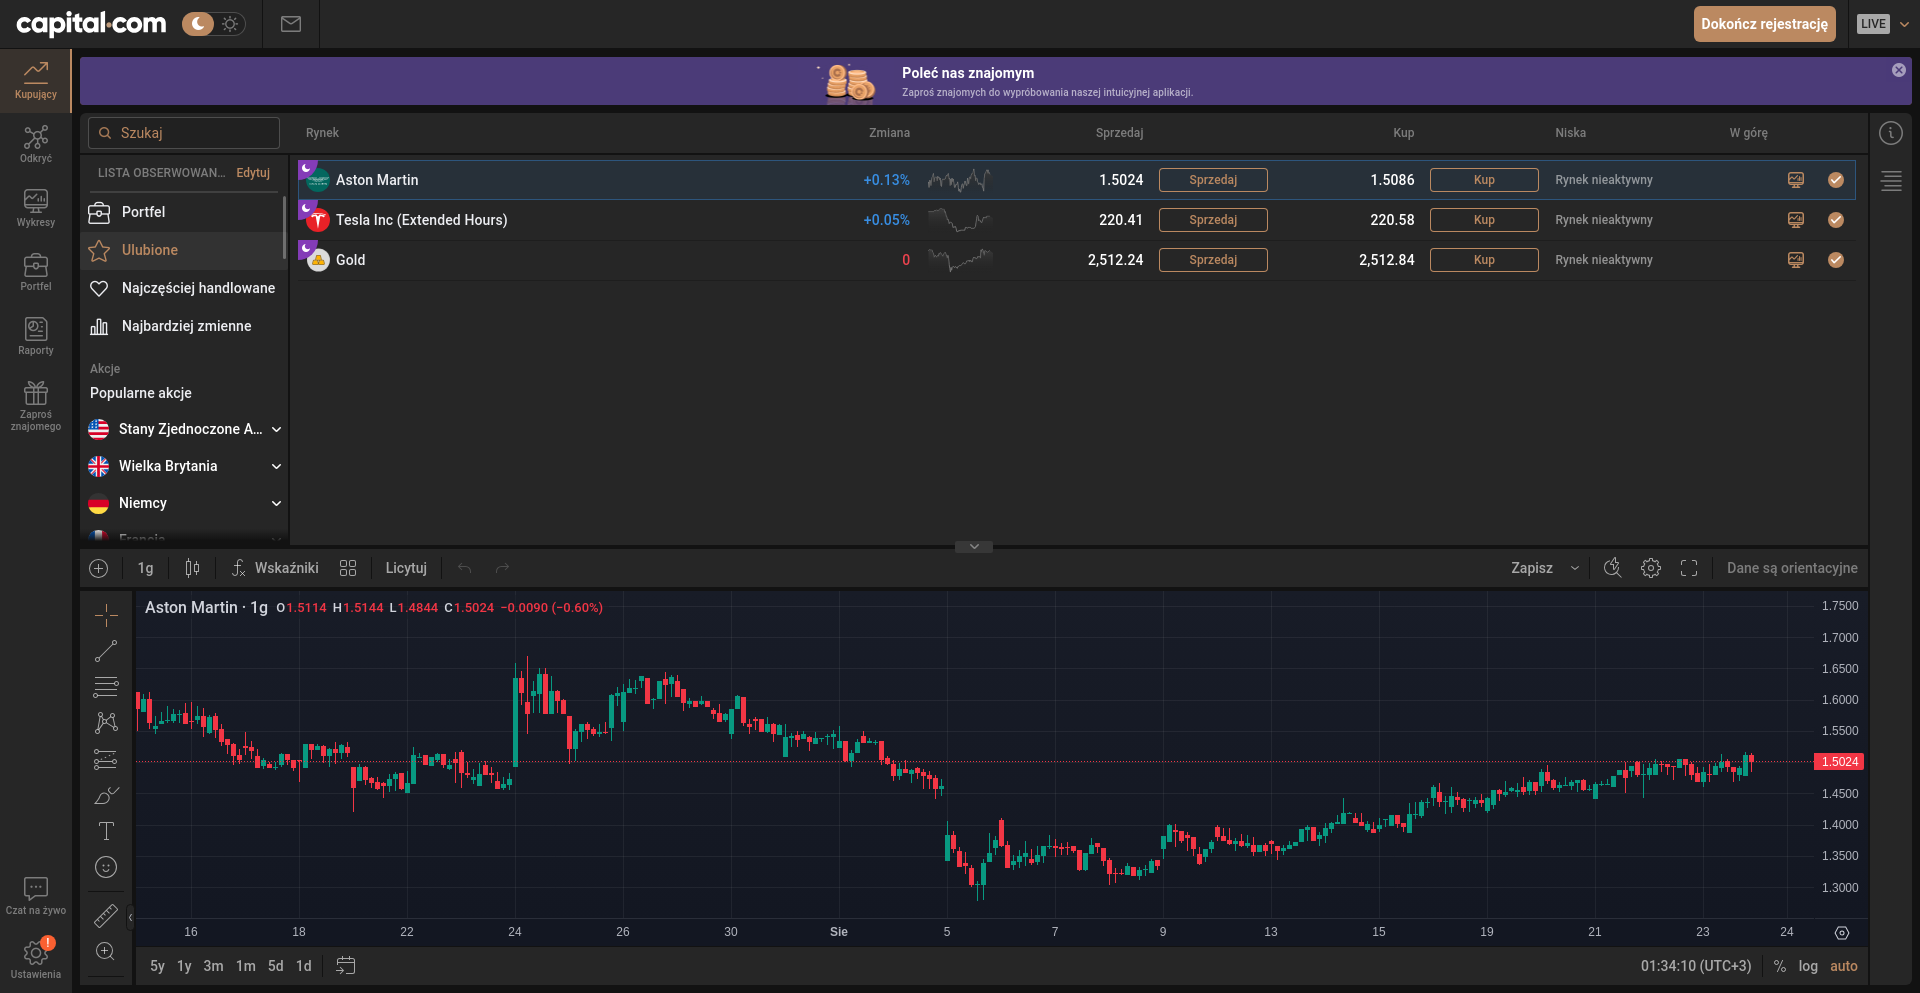 capital.com
Dokończ rejestrację
LIVE
Kupujący
Poleć nas znajomym
Zaproś znajomych do wypróbowania naszej intuicyjnej aplikacji.
Odkryć
Wykresy
Portfel
Raporty
Zaproś
znajomego
Czat na żywo
!
Ustawienia
Szukaj
Rynek Zmiana Sprzedaj Kup Niska W górę
LISTA OBSERWOWAN... Edytuj
Portfel
Ulubione
Najczęściej handlowane
Najbardziej zmienne
Akcje
Popularne akcje
Stany Zjednoczone A...
Wielka Brytania
Niemcy
Francja
Aston Martin +0.13% 1.5024 Sprzedaj 1.5086 Kup Rynek nieaktywny
Tesla Inc (Extended Hours) +0.05% 220.41 Sprzedaj 220.58 Kup Rynek nieaktywny
Gold 0 2,512.24 Sprzedaj 2,512.84 Kup Rynek nieaktywny
1g Wskaźniki Licytuj Zapisz Dane są orientacyjne
Aston Martin · 1g O1.5114 H1.5144 L1.4844 C1.5024 −0.0090 (−0.60%)
1.7500
1.7000
1.6500
1.6000
1.5500
1.5024
1.4500
1.4000
1.3500
1.3000
16 18 22 24 26 30 Sie 5 7 9 13 15 19 21 23 24
5y 1y 3m 1m 5d 1d 01:34:10 (UTC+3) % log auto